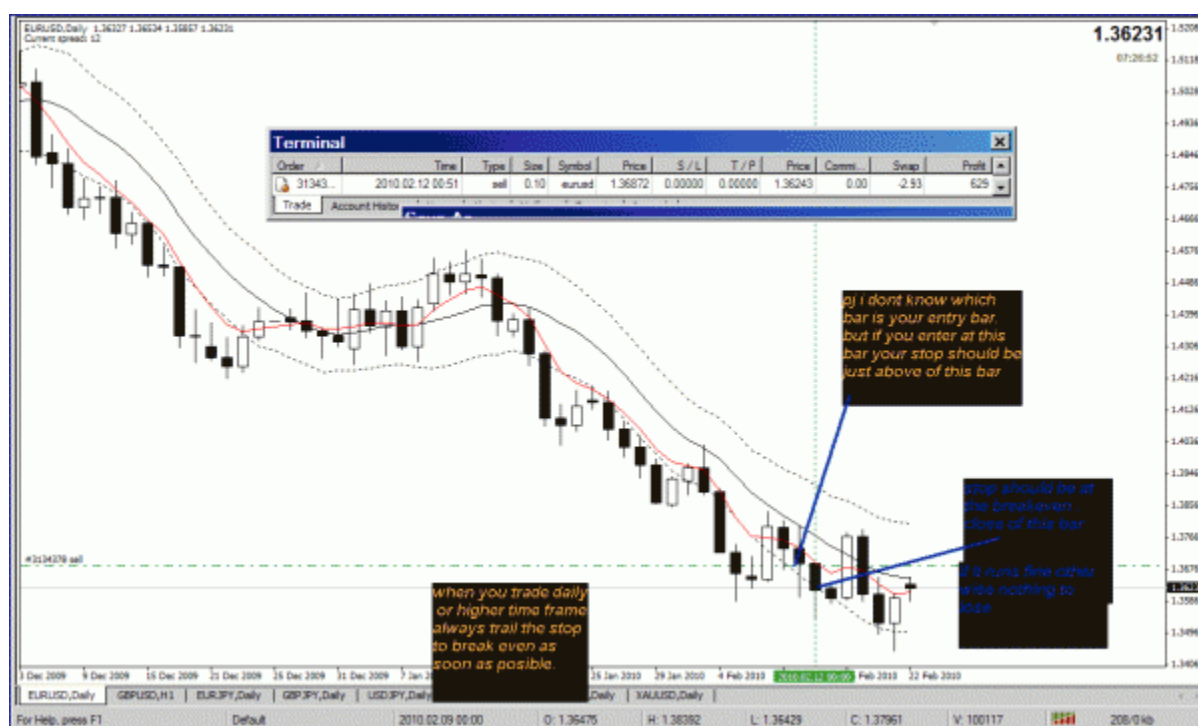 EURUSD,Daily 1.36327 1.36534 1.35857 1.36231
Current spread: 12
1.36231
07:26:52
Terminal
Order Time Type Size Symbol Price S / L T / P Price Commi... Swap Profit
31343... 2010.02.12 00:51 sell 0.10 eurusd 1.36872 0.00000 0.00000 1.36243 0.00 -2.93 629
Trade Account Histor
pj i dont know which
bar is your entry bar.
but if you enter at this
bar your stop should be
just above of this bar
stop should be at
the breakeven
close of this bar
if it runs fine other
wise nothing to
lose
#3134378 sell
when you trade daily
or higher time frame
always trail the stop
to break even as
soon as posible.
3 Dec 2009 9 Dec 2009 15 Dec 2009 21 Dec 2009 25 Dec 2009 31 Dec 2009 7 Jan 25 Jan 2010 29 Jan 2010 4 Feb 2010 2010.02.12 00:00 Feb 2010 22 Feb 2010
EURUSD,Daily GBPUSD,H1 EURJPY,Daily GBPJPY,Daily USDJPY,Daily ,Daily XAUUSD,Daily
For Help, press F1 Default 2010.02.09 00:00 O: 1.36475 H: 1.38392 L: 1.36429 C: 1.37961 V: 100117 208/0 kb